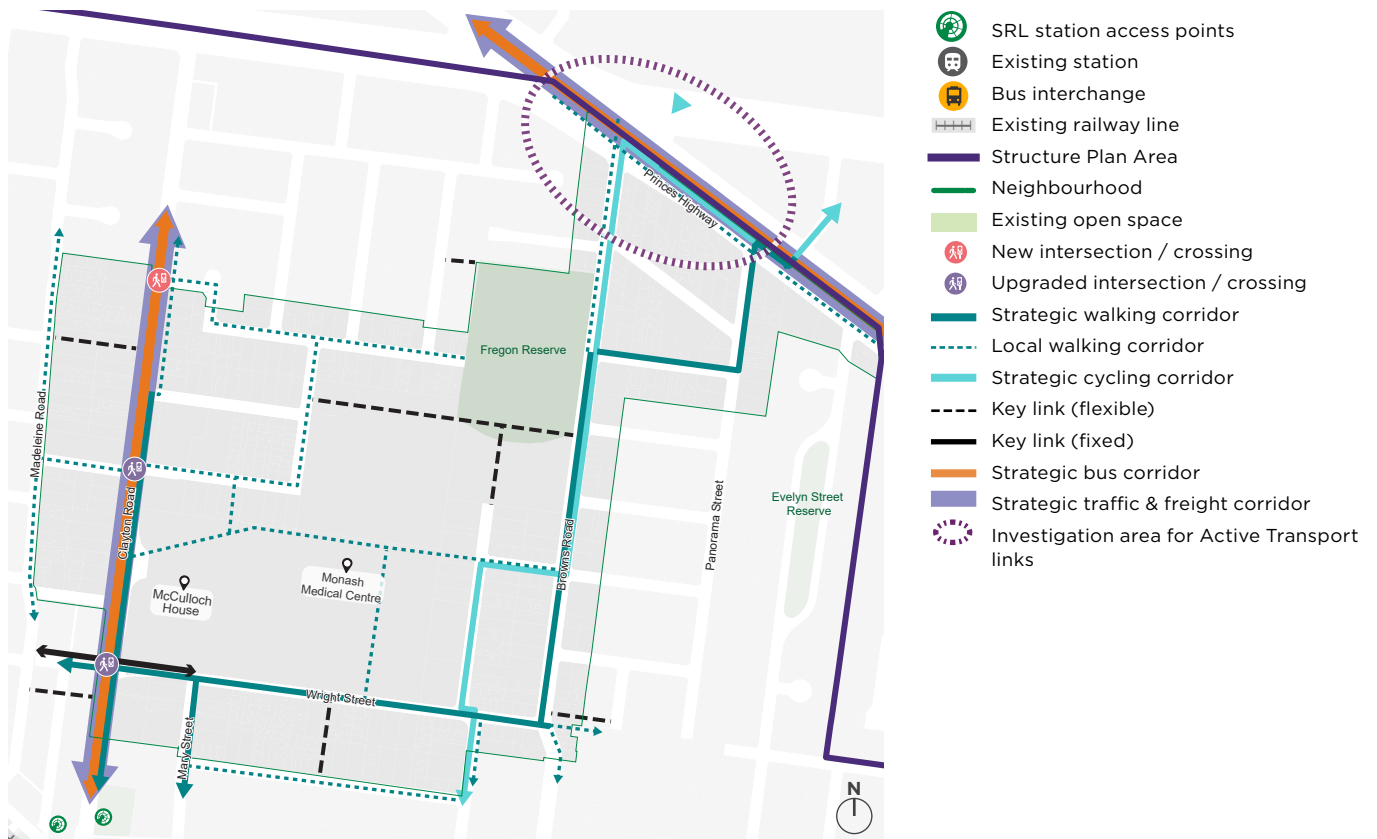 Princes Highway
Fregon Reserve
Madeleine Road
Clayton Road
Browns Road
Panorama Street
Evelyn Street
Reserve
McCulloch
House
Monash
Medical Centre
Wright Street
Mary Street
N
SRL station access points
Existing station
Bus interchange
Existing railway line
Structure Plan Area
Neighbourhood
Existing open space
New intersection / crossing
Upgraded intersection / crossing
Strategic walking corridor
Local walking corridor
Strategic cycling corridor
Key link (flexible)
Key link (fixed)
Strategic bus corridor
Strategic traffic & freight corridor
Investigation area for Active Transport
links